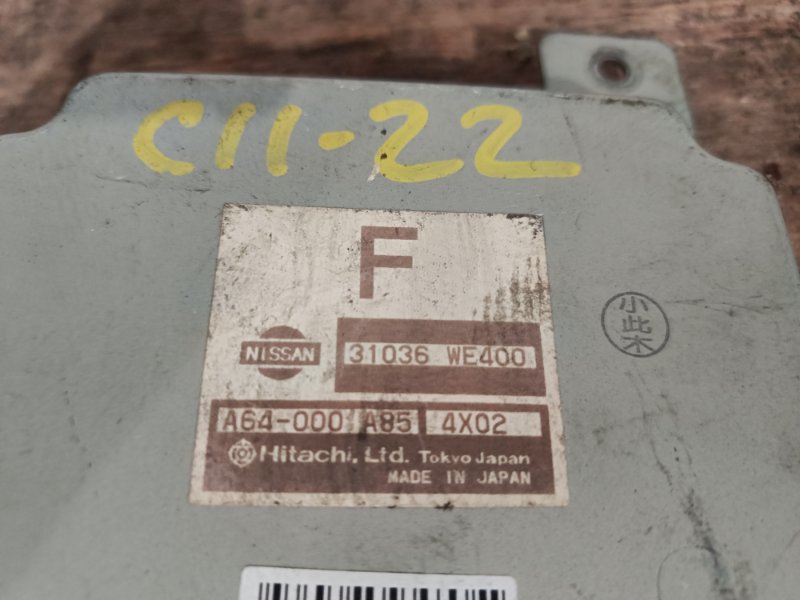 C11-22
F
NISSAN 31036 WE400
A64-000 A85 4X02
Hitachi, Ltd. Tokyo Japan
MADE IN JAPAN
小此木